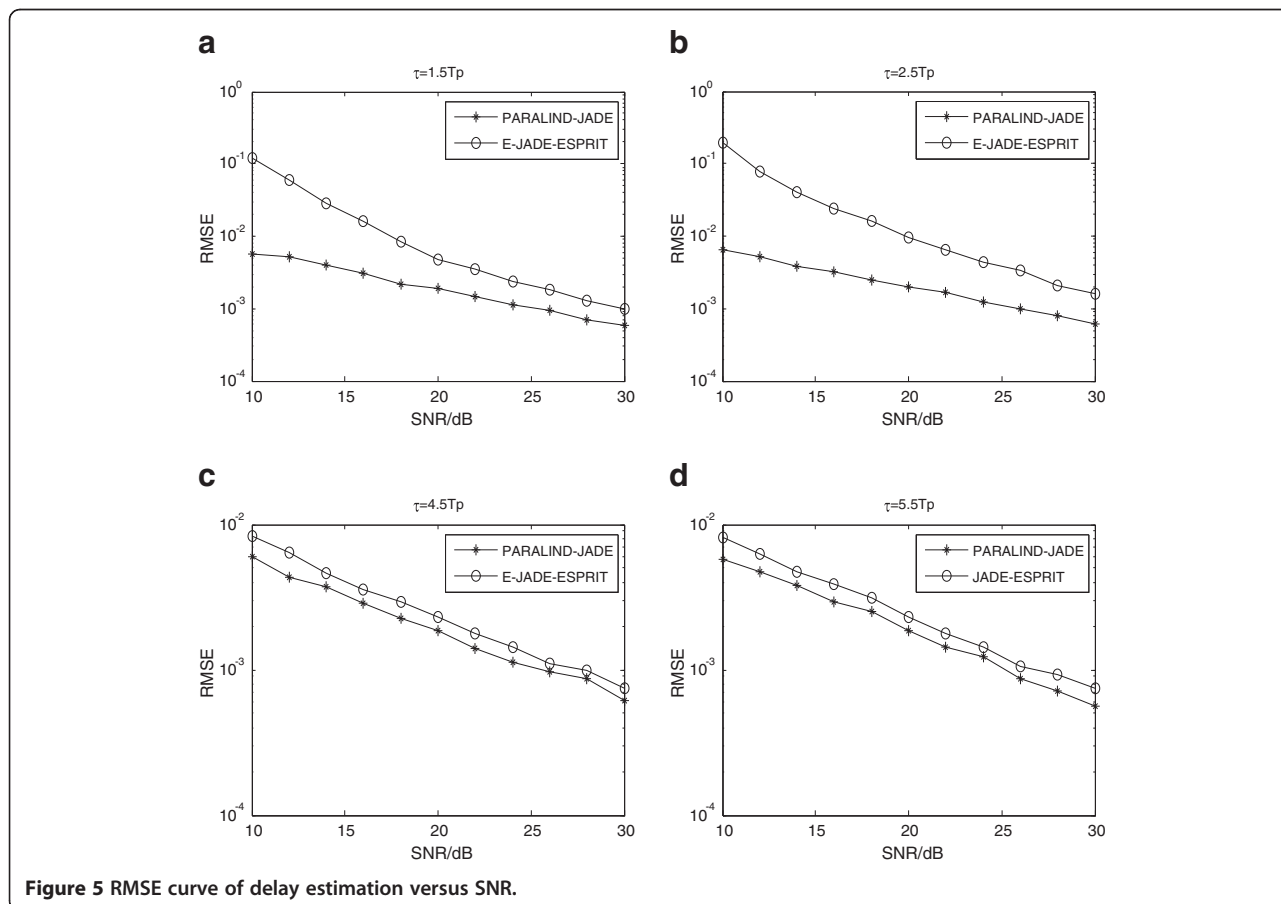 a
τ=1.5Tp
10^0
10^-1
10^-2
10^-3
10^-4
RMSE
PARALIND-JADE
E-JADE-ESPRIT
10 15 20 25 30
SNR/dB
b
τ=2.5Tp
10^0
10^-1
10^-2
10^-3
10^-4
RMSE
PARALIND-JADE
E-JADE-ESPRIT
10 15 20 25 30
SNR/dB
c
τ=4.5Tp
10^-2
10^-3
10^-4
RMSE
PARALIND-JADE
E-JADE-ESPRIT
10 15 20 25 30
SNR/dB
d
τ=5.5Tp
10^-2
10^-3
10^-4
RMSE
PARALIND-JADE
JADE-ESPRIT
10 15 20 25 30
SNR/dB
Figure 5 RMSE curve of delay estimation versus SNR.